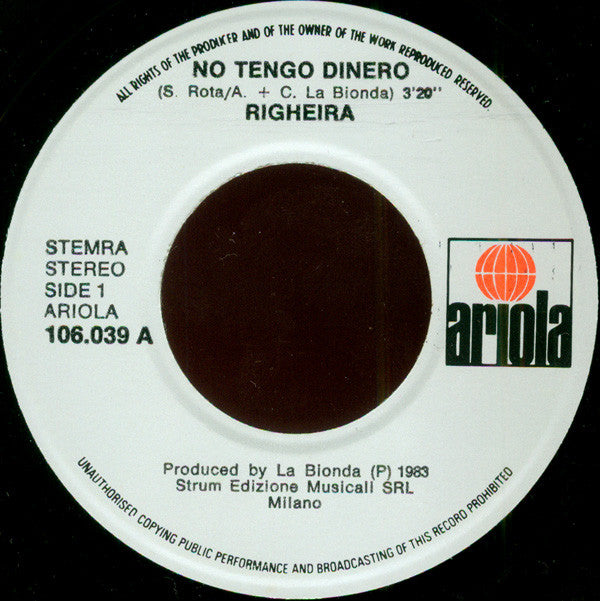 ALL RIGHTS OF THE PRODUKER AND OF THE OWNER OF THE WORK REPRODUCED RESERVED
NO TENGO DINERO
(S. Rota/A. + C. La Bionda) 3'20''
RIGHEIRA
STEMRA
STEREO
SIDE 1
ARIOLA
106.039 A
ariola
Produced by La Bionda (P) 1983
Strum Edizione Musicali SRL
Milano
UNAUTHORISED COPYING PUBLIC PERFORMANCE AND BROADCASTING OF THIS RECORD PROHIBITED